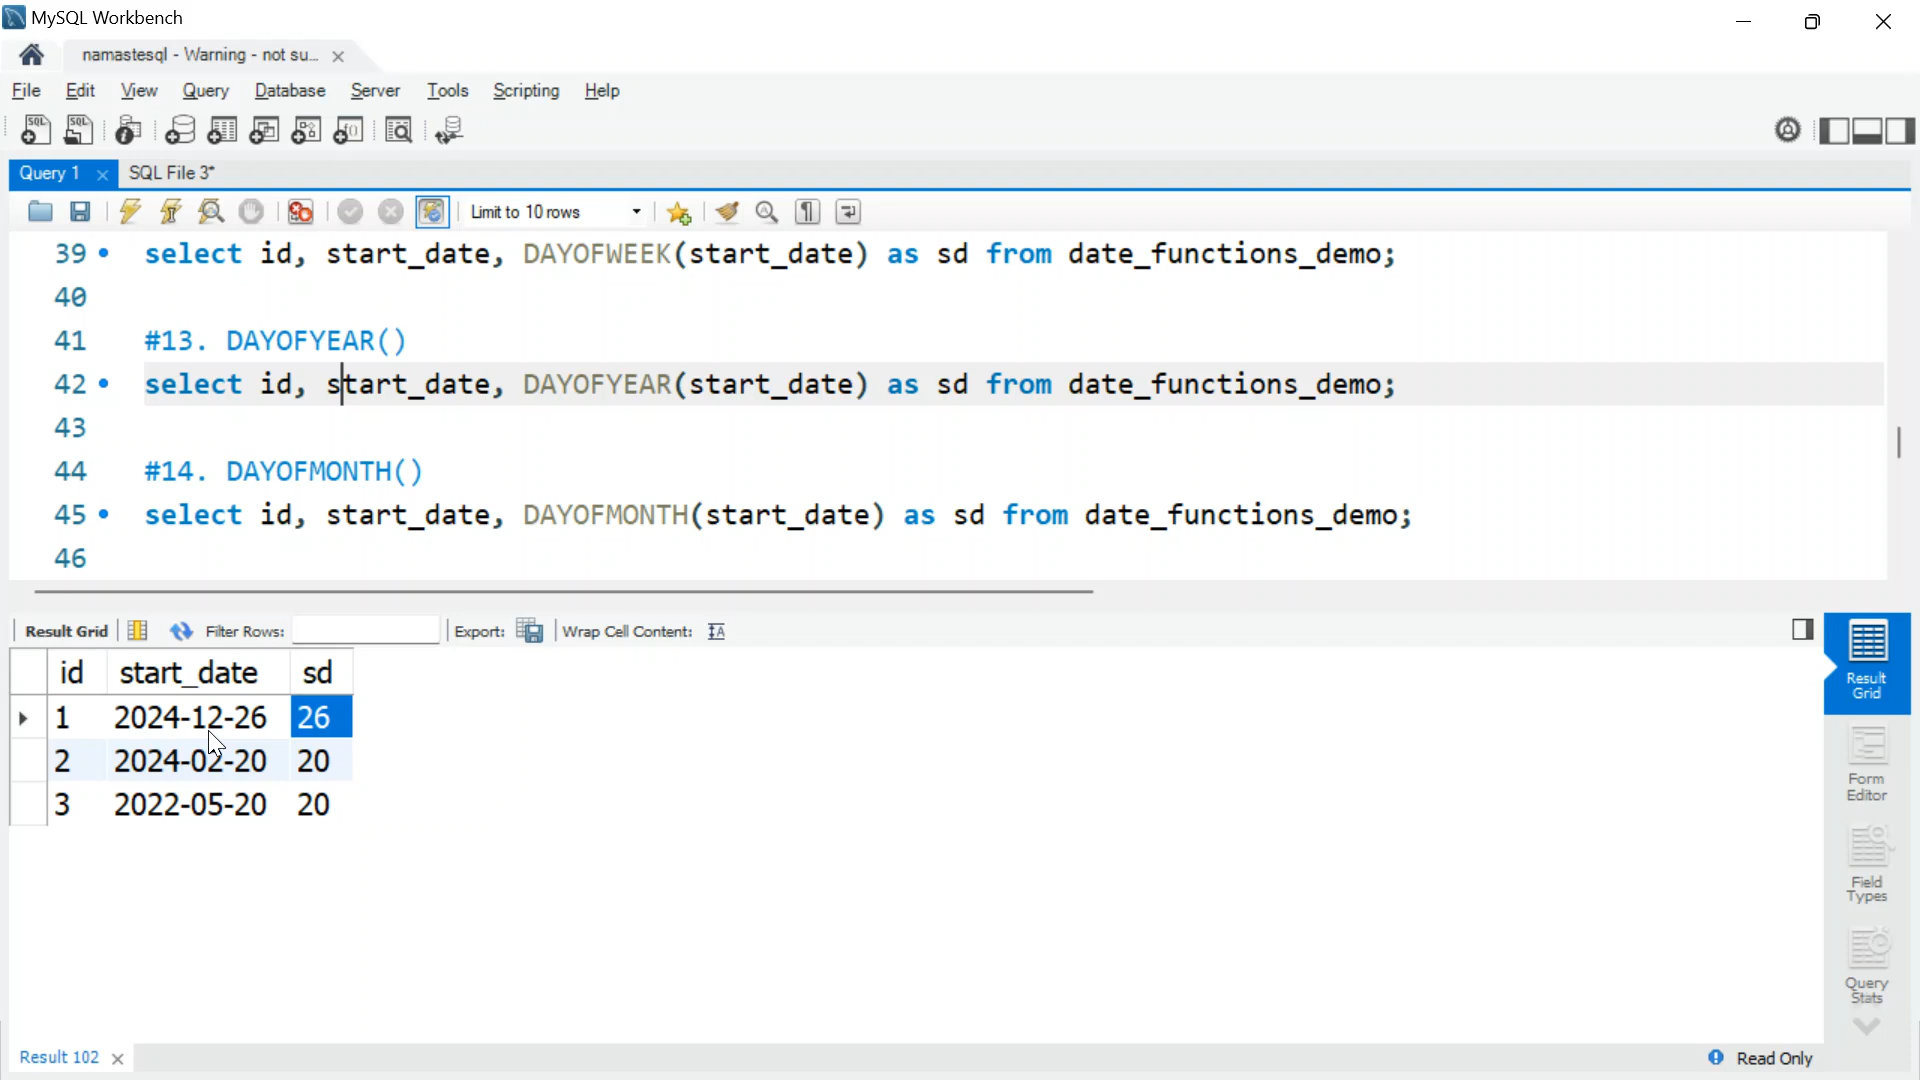 MySQL Workbench
namastesql - Warning - not su...
File Edit View Query Database Server Tools Scripting Help
Query 1 SQL File 3*
Limit to 10 rows
39 select id, start_date, DAYOFWEEK(start_date) as sd from date_functions_demo;
40
41 #13. DAYOFYEAR()
42 select id, start_date, DAYOFYEAR(start_date) as sd from date_functions_demo;
43
44 #14. DAYOFMONTH()
45 select id, start_date, DAYOFMONTH(start_date) as sd from date_functions_demo;
46
Result Grid Filter Rows: Export: Wrap Cell Content:
id start_date sd
1 2024-12-26 26
2 2024-02-20 20
3 2022-05-20 20
Result
Grid
Form
Editor
Field
Types
Query
Stats
Result 102 Read Only